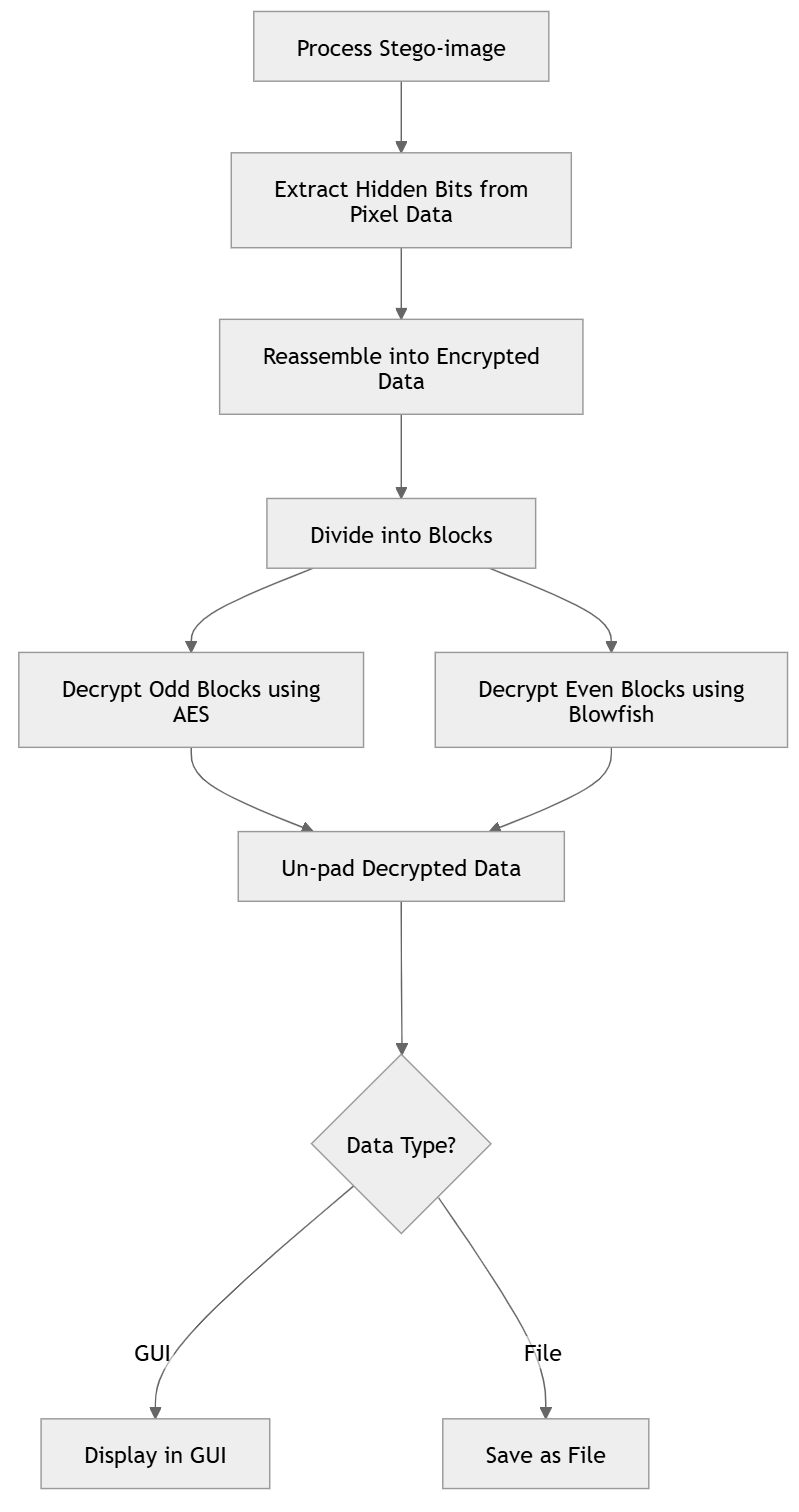 Process Stego-image
Extract Hidden Bits from
Pixel Data
Reassemble into Encrypted
Data
Divide into Blocks
Decrypt Odd Blocks using
AES
Decrypt Even Blocks using
Blowfish
Un-pad Decrypted Data
Data Type?
GUI
File
Display in GUI
Save as File